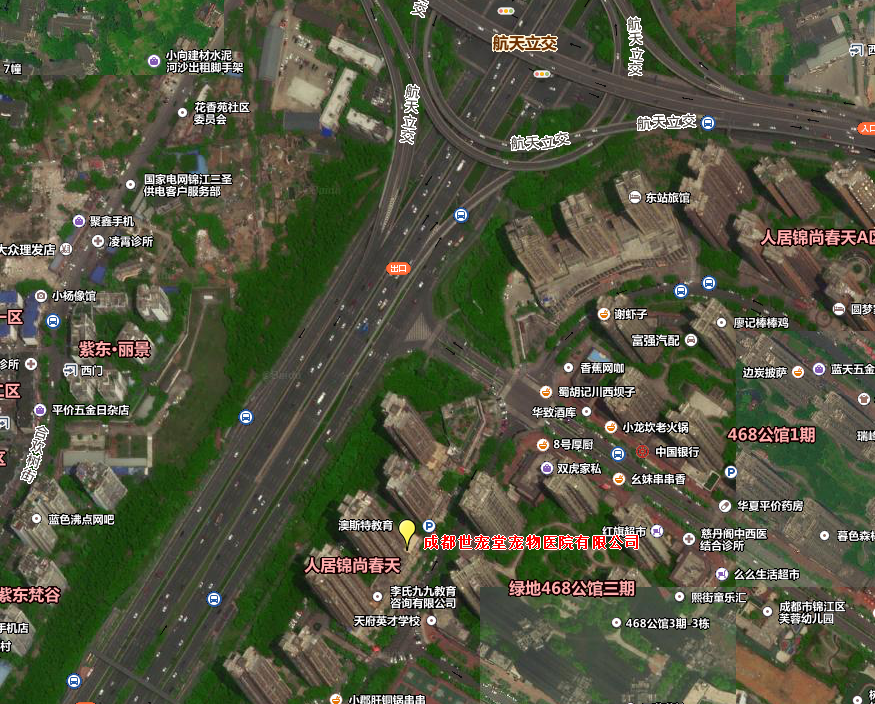 航天立交
航天立交
航天立交
航天立交
航天立交
小向建材水泥
河沙出租脚手架
7幢
花香苑社区
委员会
入口
国家电网锦江三圣
供电客户服务部
东站旅馆
聚鑫手机
凌霄诊所
大众理发店
人居锦尚春天A区
出口
小杨像馆
一区
谢虾子
廖记棒棒鸡
圆梦
富强汽配
紫东·丽景
诊所
西门
香蕉网咖
边炭披萨
蓝天五金
蜀胡记川西坝子
平价五金日杂店
华致酒库
小龙坎老火锅
468公馆1期
8号厚厨
中国银行
双虎家私
幺妹串串香
P
华夏平价药房
蓝色沸点网吧
澳斯特教育
P
红旗超市
慈丹阁中西医
结合诊所
暮色森林
成都世宠堂宠物医院有限公司
人居锦尚春天
么么生活超市
绿地468公馆三期
紫东梵谷
李氏九九教育
咨询有限公司
熙街童乐汇
成都市锦江区
芙蓉幼儿园
天府英才学校
468公馆3期-3栋
手机店
村
小郡肝铜锅串串